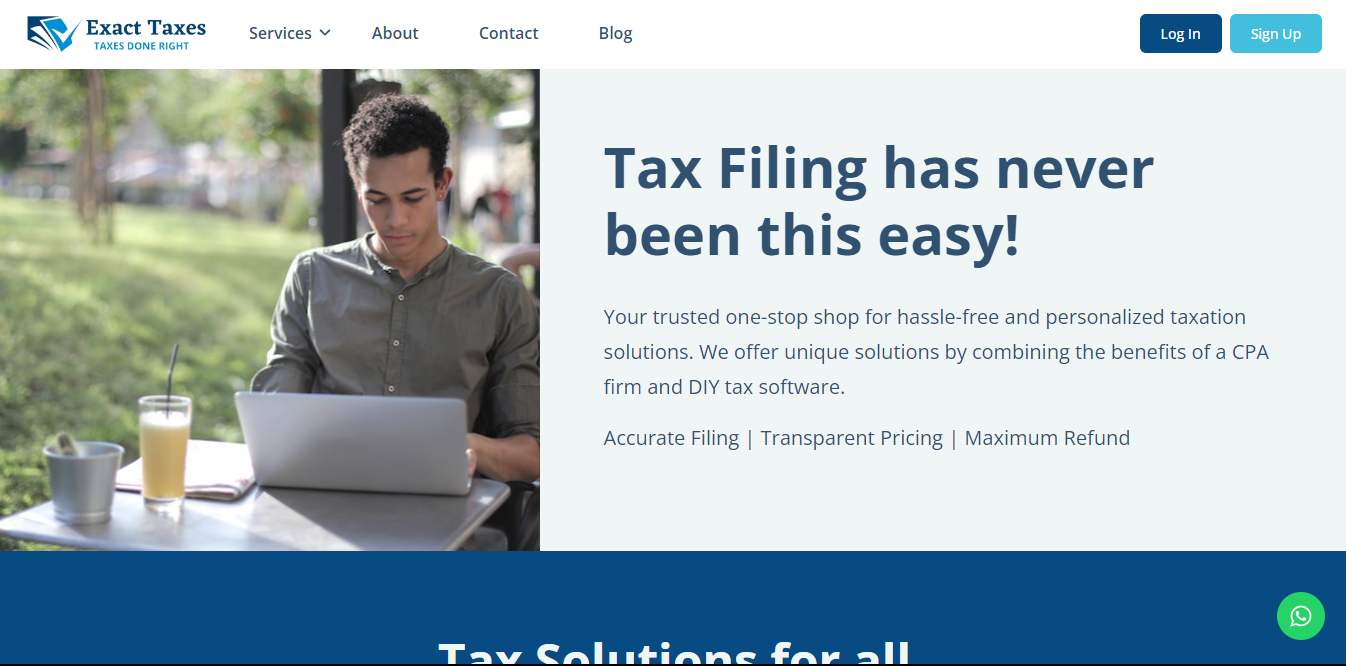 Exact Taxes
TAXES DONE RIGHT
Services
About
Contact
Blog
Log In
Sign Up
Tax Filing has never
been this easy!
Your trusted one-stop shop for hassle-free and personalized taxation
solutions. We offer unique solutions by combining the benefits of a CPA
firm and DIY tax software.
Accurate Filing | Transparent Pricing | Maximum Refund
Tax Solutions for all